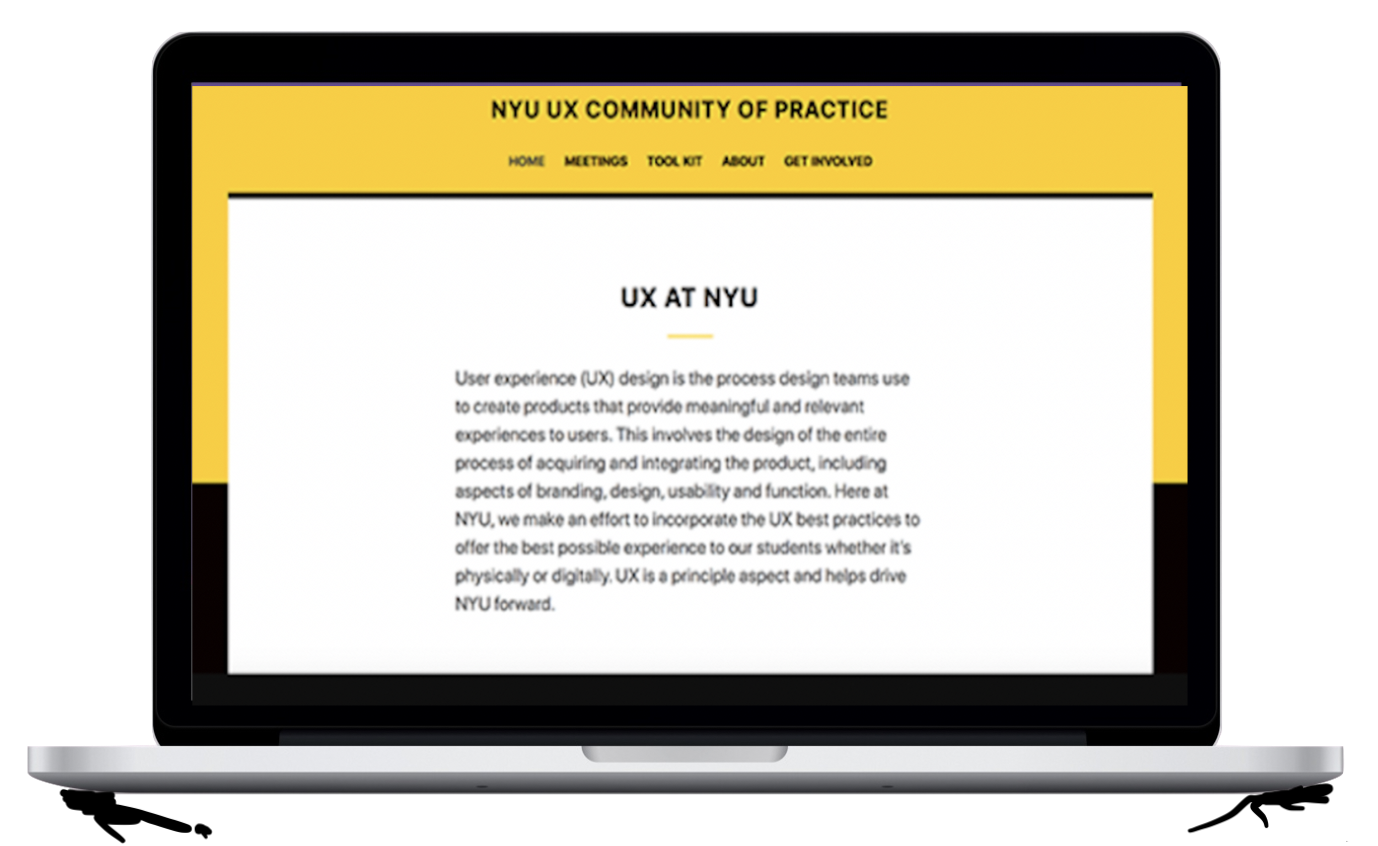 NYU UX COMMUNITY OF PRACTICE
HOME MEETINGS TOOL KIT ABOUT GET INVOLVED
UX AT NYU
User experience (UX) design is the process design teams use
to create products that provide meaningful and relevant
experiences to users. This involves the design of the entire
process of acquiring and integrating the product, including
aspects of branding, design, usability and function. Here at
NYU, we make an effort to incorporate the UX best practices to
offer the best possible experience to our students whether it's
physically or digitally. UX is a principle aspect and helps drive
NYU forward.